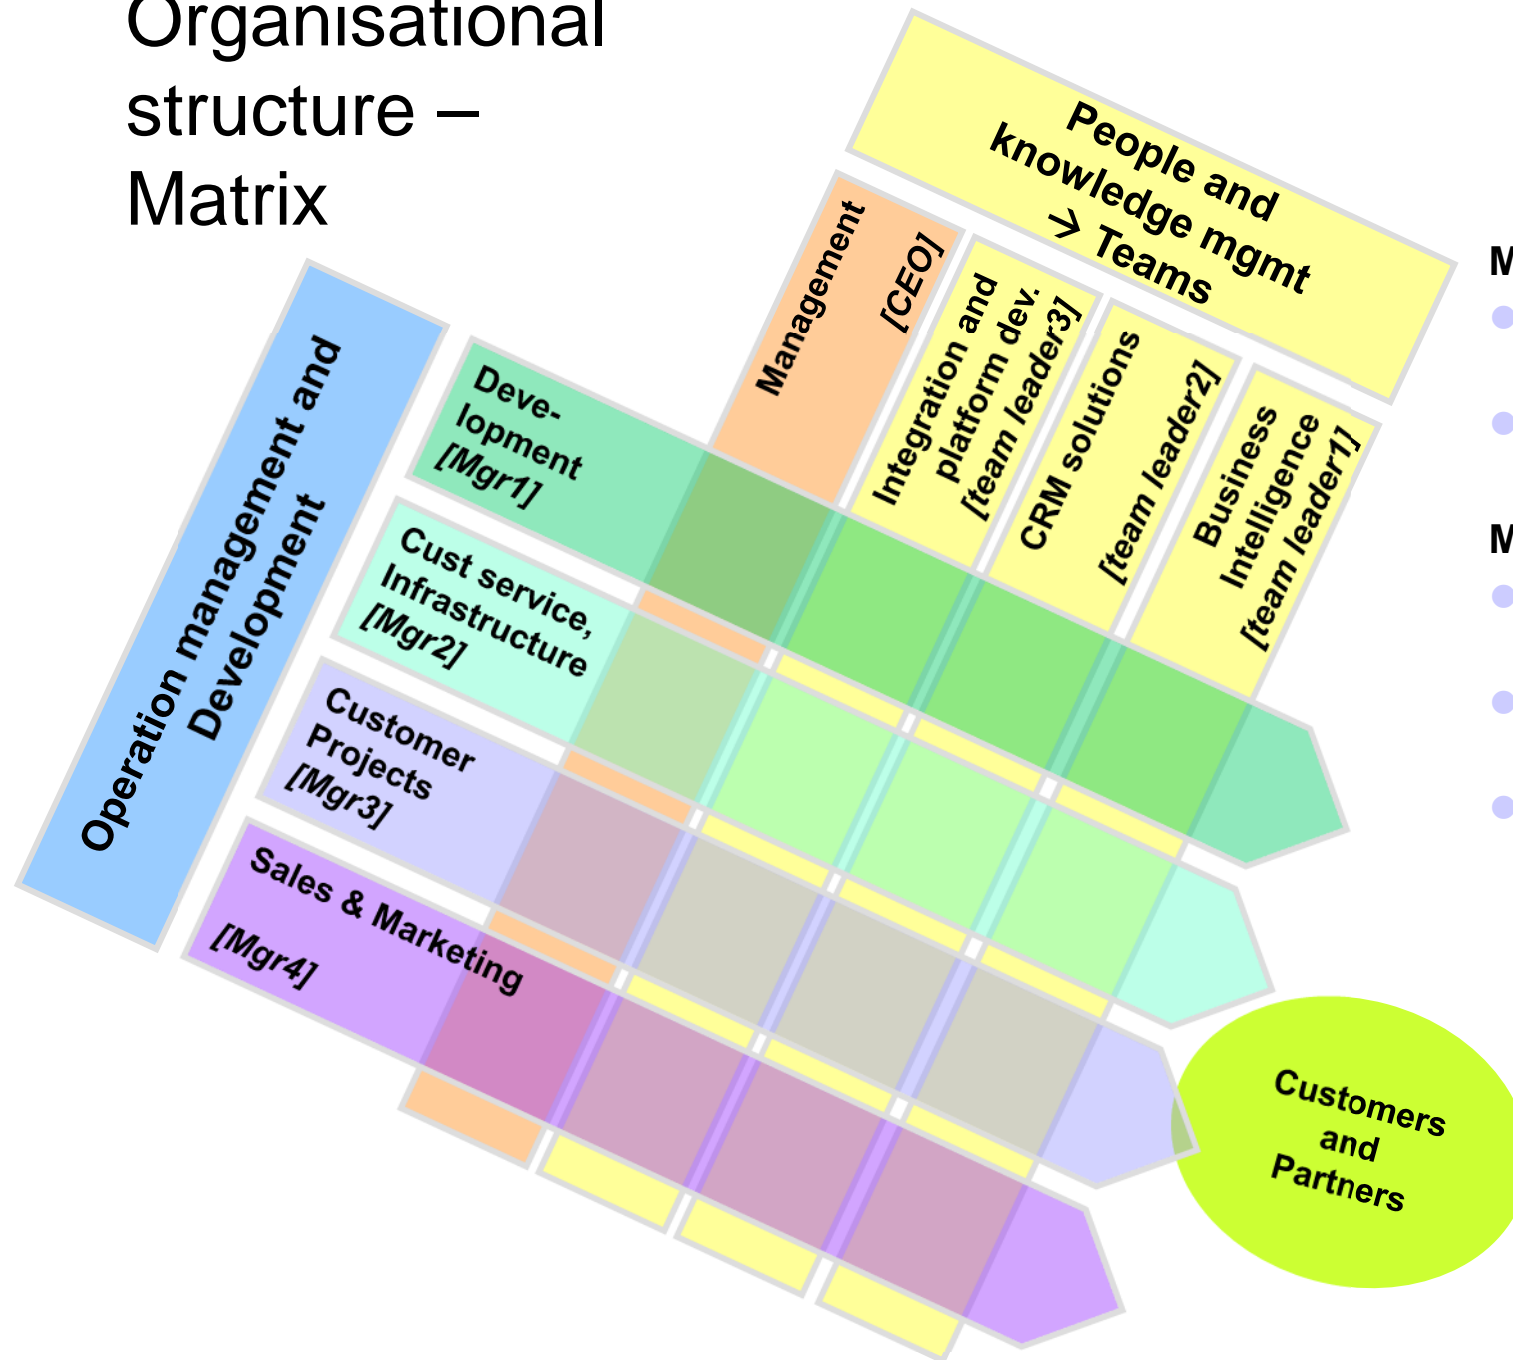 Organisational
structure –
Matrix
People and
knowledge mgmt
→ Teams
Management
[CEO]
Integration and
platform dev.
[team leader3]
CRM solutions
[team leader2]
Business
Intelligence
[team leader1]
Operation management and
Development
Deve-
lopment
[Mgr1]
Cust service,
Infrastructure
[Mgr2]
Customer
Projects
[Mgr3]
Sales & Marketing
[Mgr4]
Customers
and
Partners
M
M